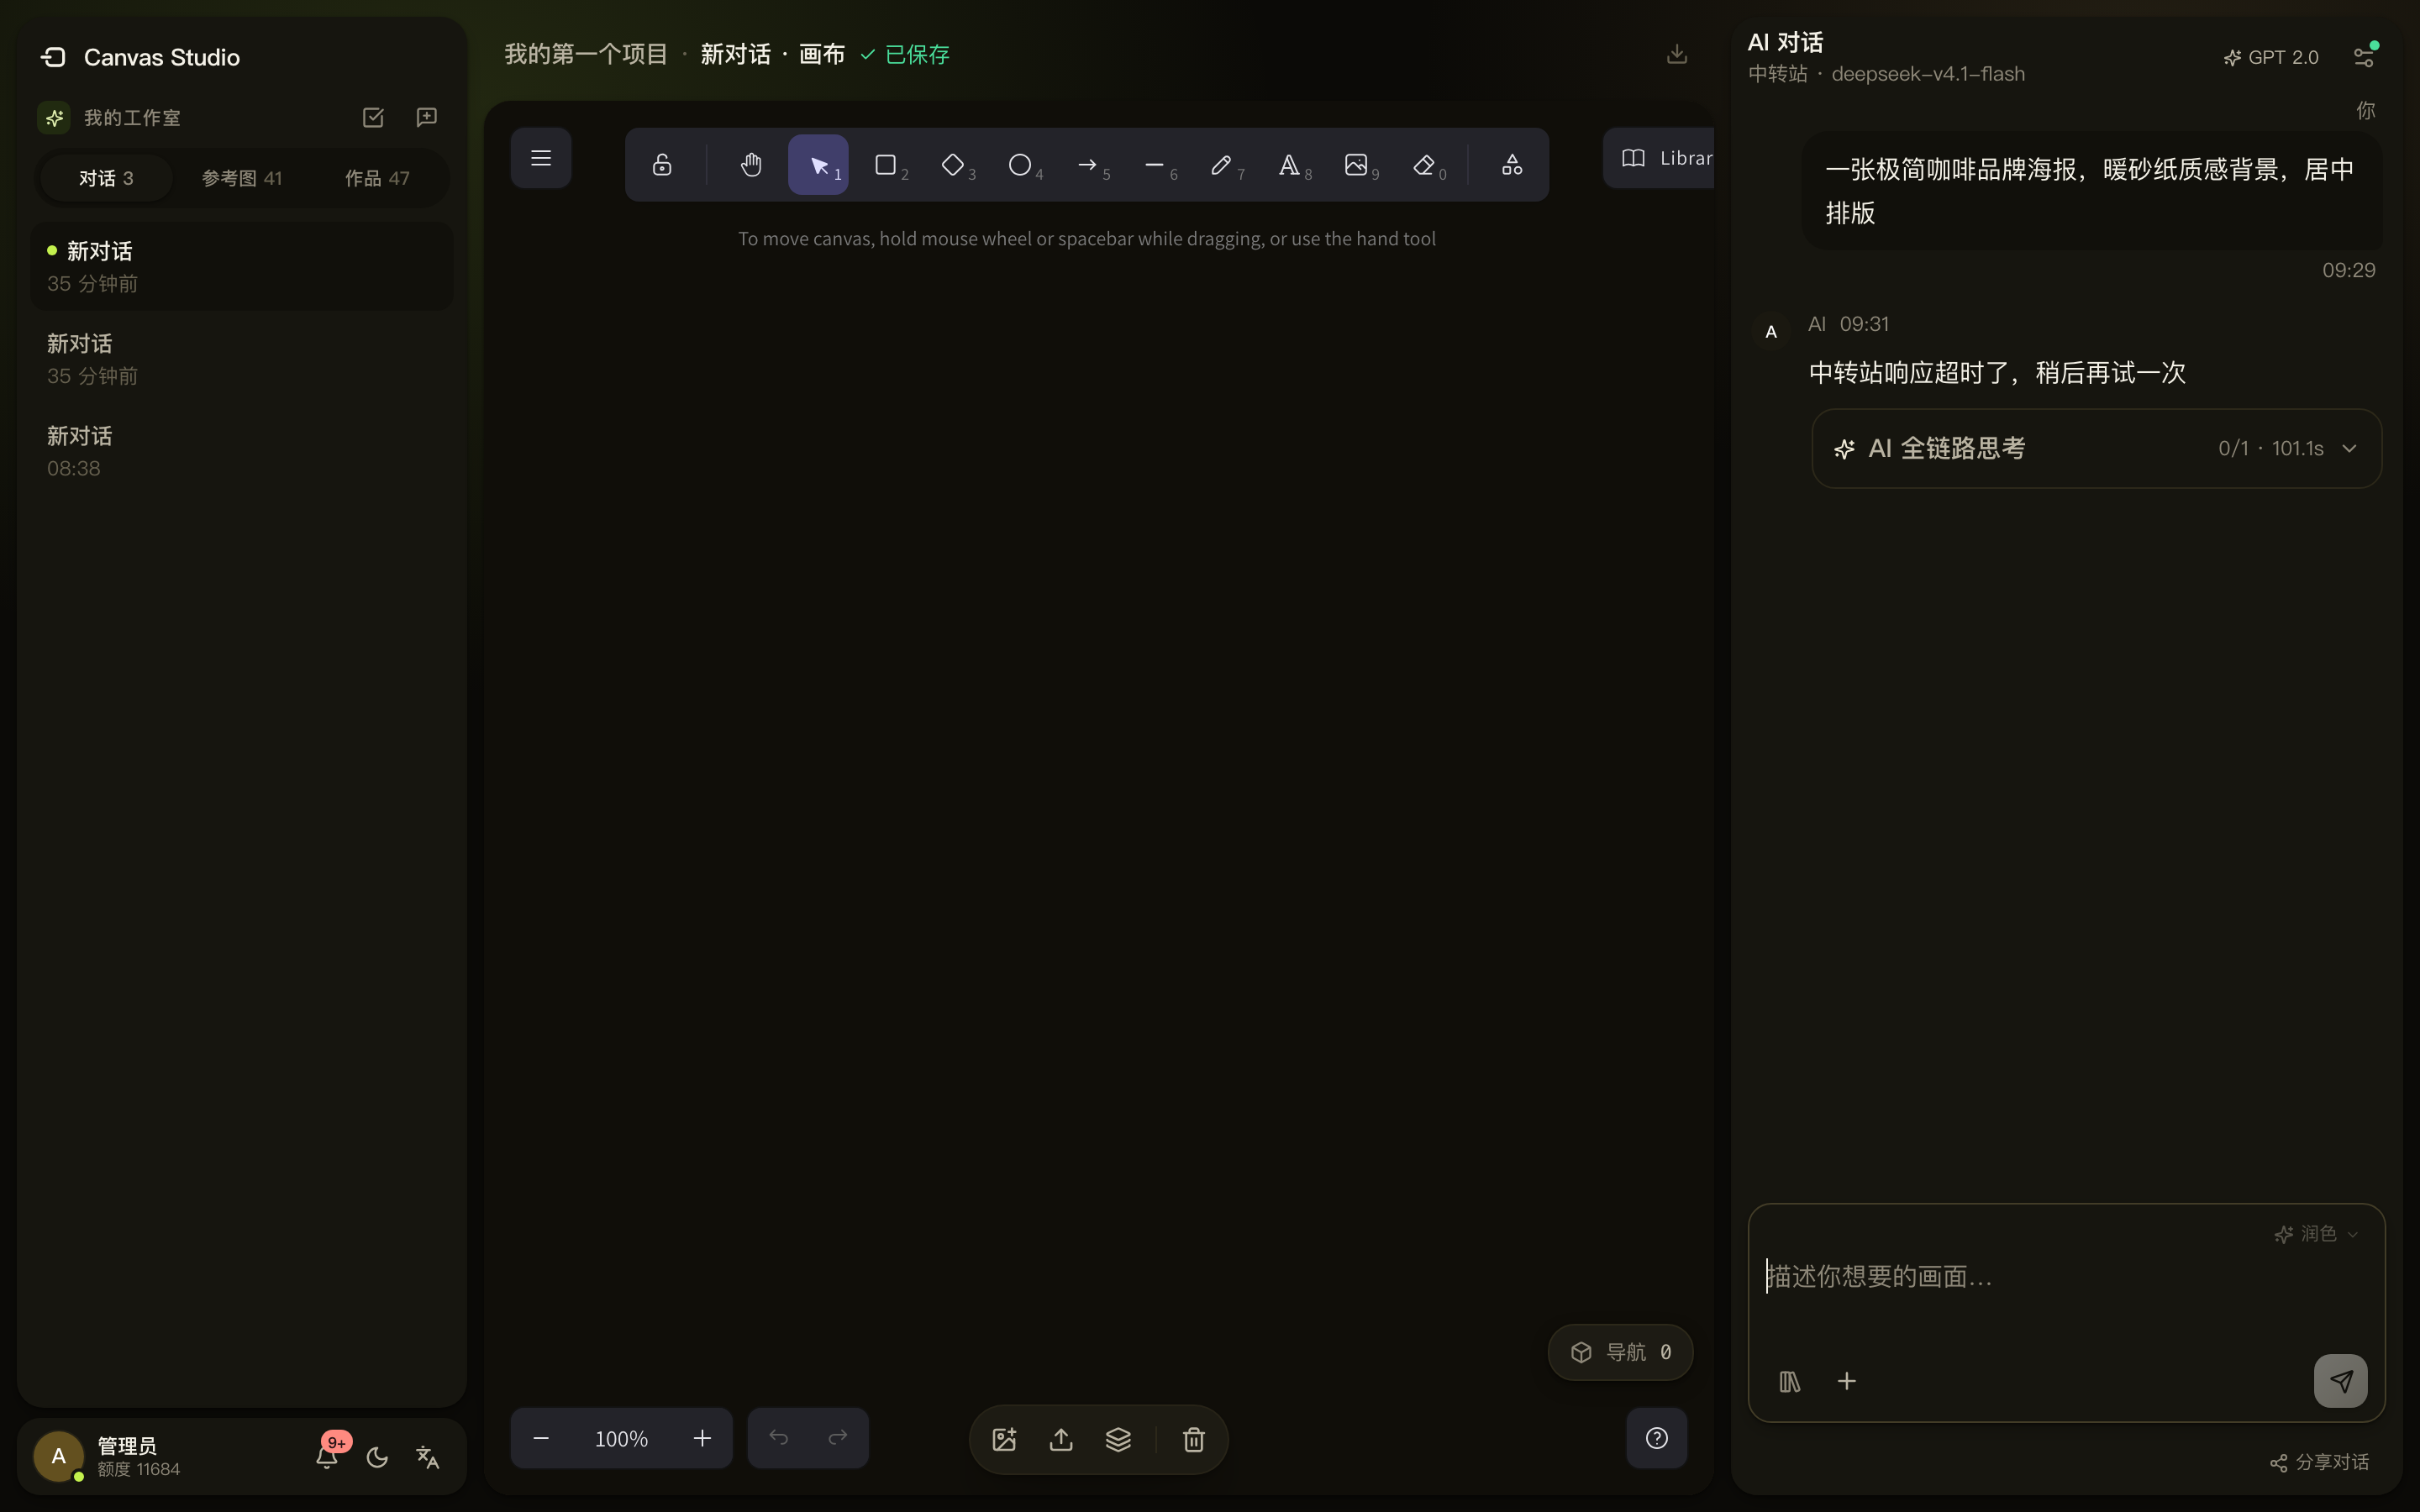 Canvas Studio
我的工作室
对话 3
参考图 41
作品 47
新对话
35 分钟前
新对话
35 分钟前
新对话
08:38
A
管理员
额度 11684
9+
我的第一个项目 · 新对话 · 画布 已保存
1
2
3
4
5
6
7
8
9
0
Librar
To move canvas, hold mouse wheel or spacebar while dragging, or use the hand tool
导航 0
100%
AI 对话
中转站 · deepseek-v4.1-flash
GPT 2.0
你
一张极简咖啡品牌海报，暖砂纸质感背景，居中
排版
09:29
A
AI 09:31
中转站响应超时了，稍后再试一次
AI 全链路思考
0/1 · 101.1s
润色
描述你想要的画面…
分享对话